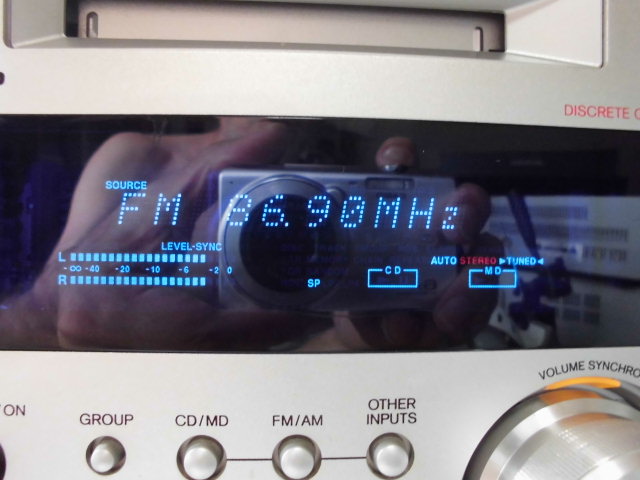 DISCRETE
SOURCE
FM 86.90MHz
LEVEL-SYNC
L
AUTO STEREO ►TUNED◄
-∞ -40 -20 -10 -6 -2 0
CD
MD
R
SP
VOLUME SYNCHRO
/ON
GROUP
CD/MD
FM/AM
OTHER
INPUTS